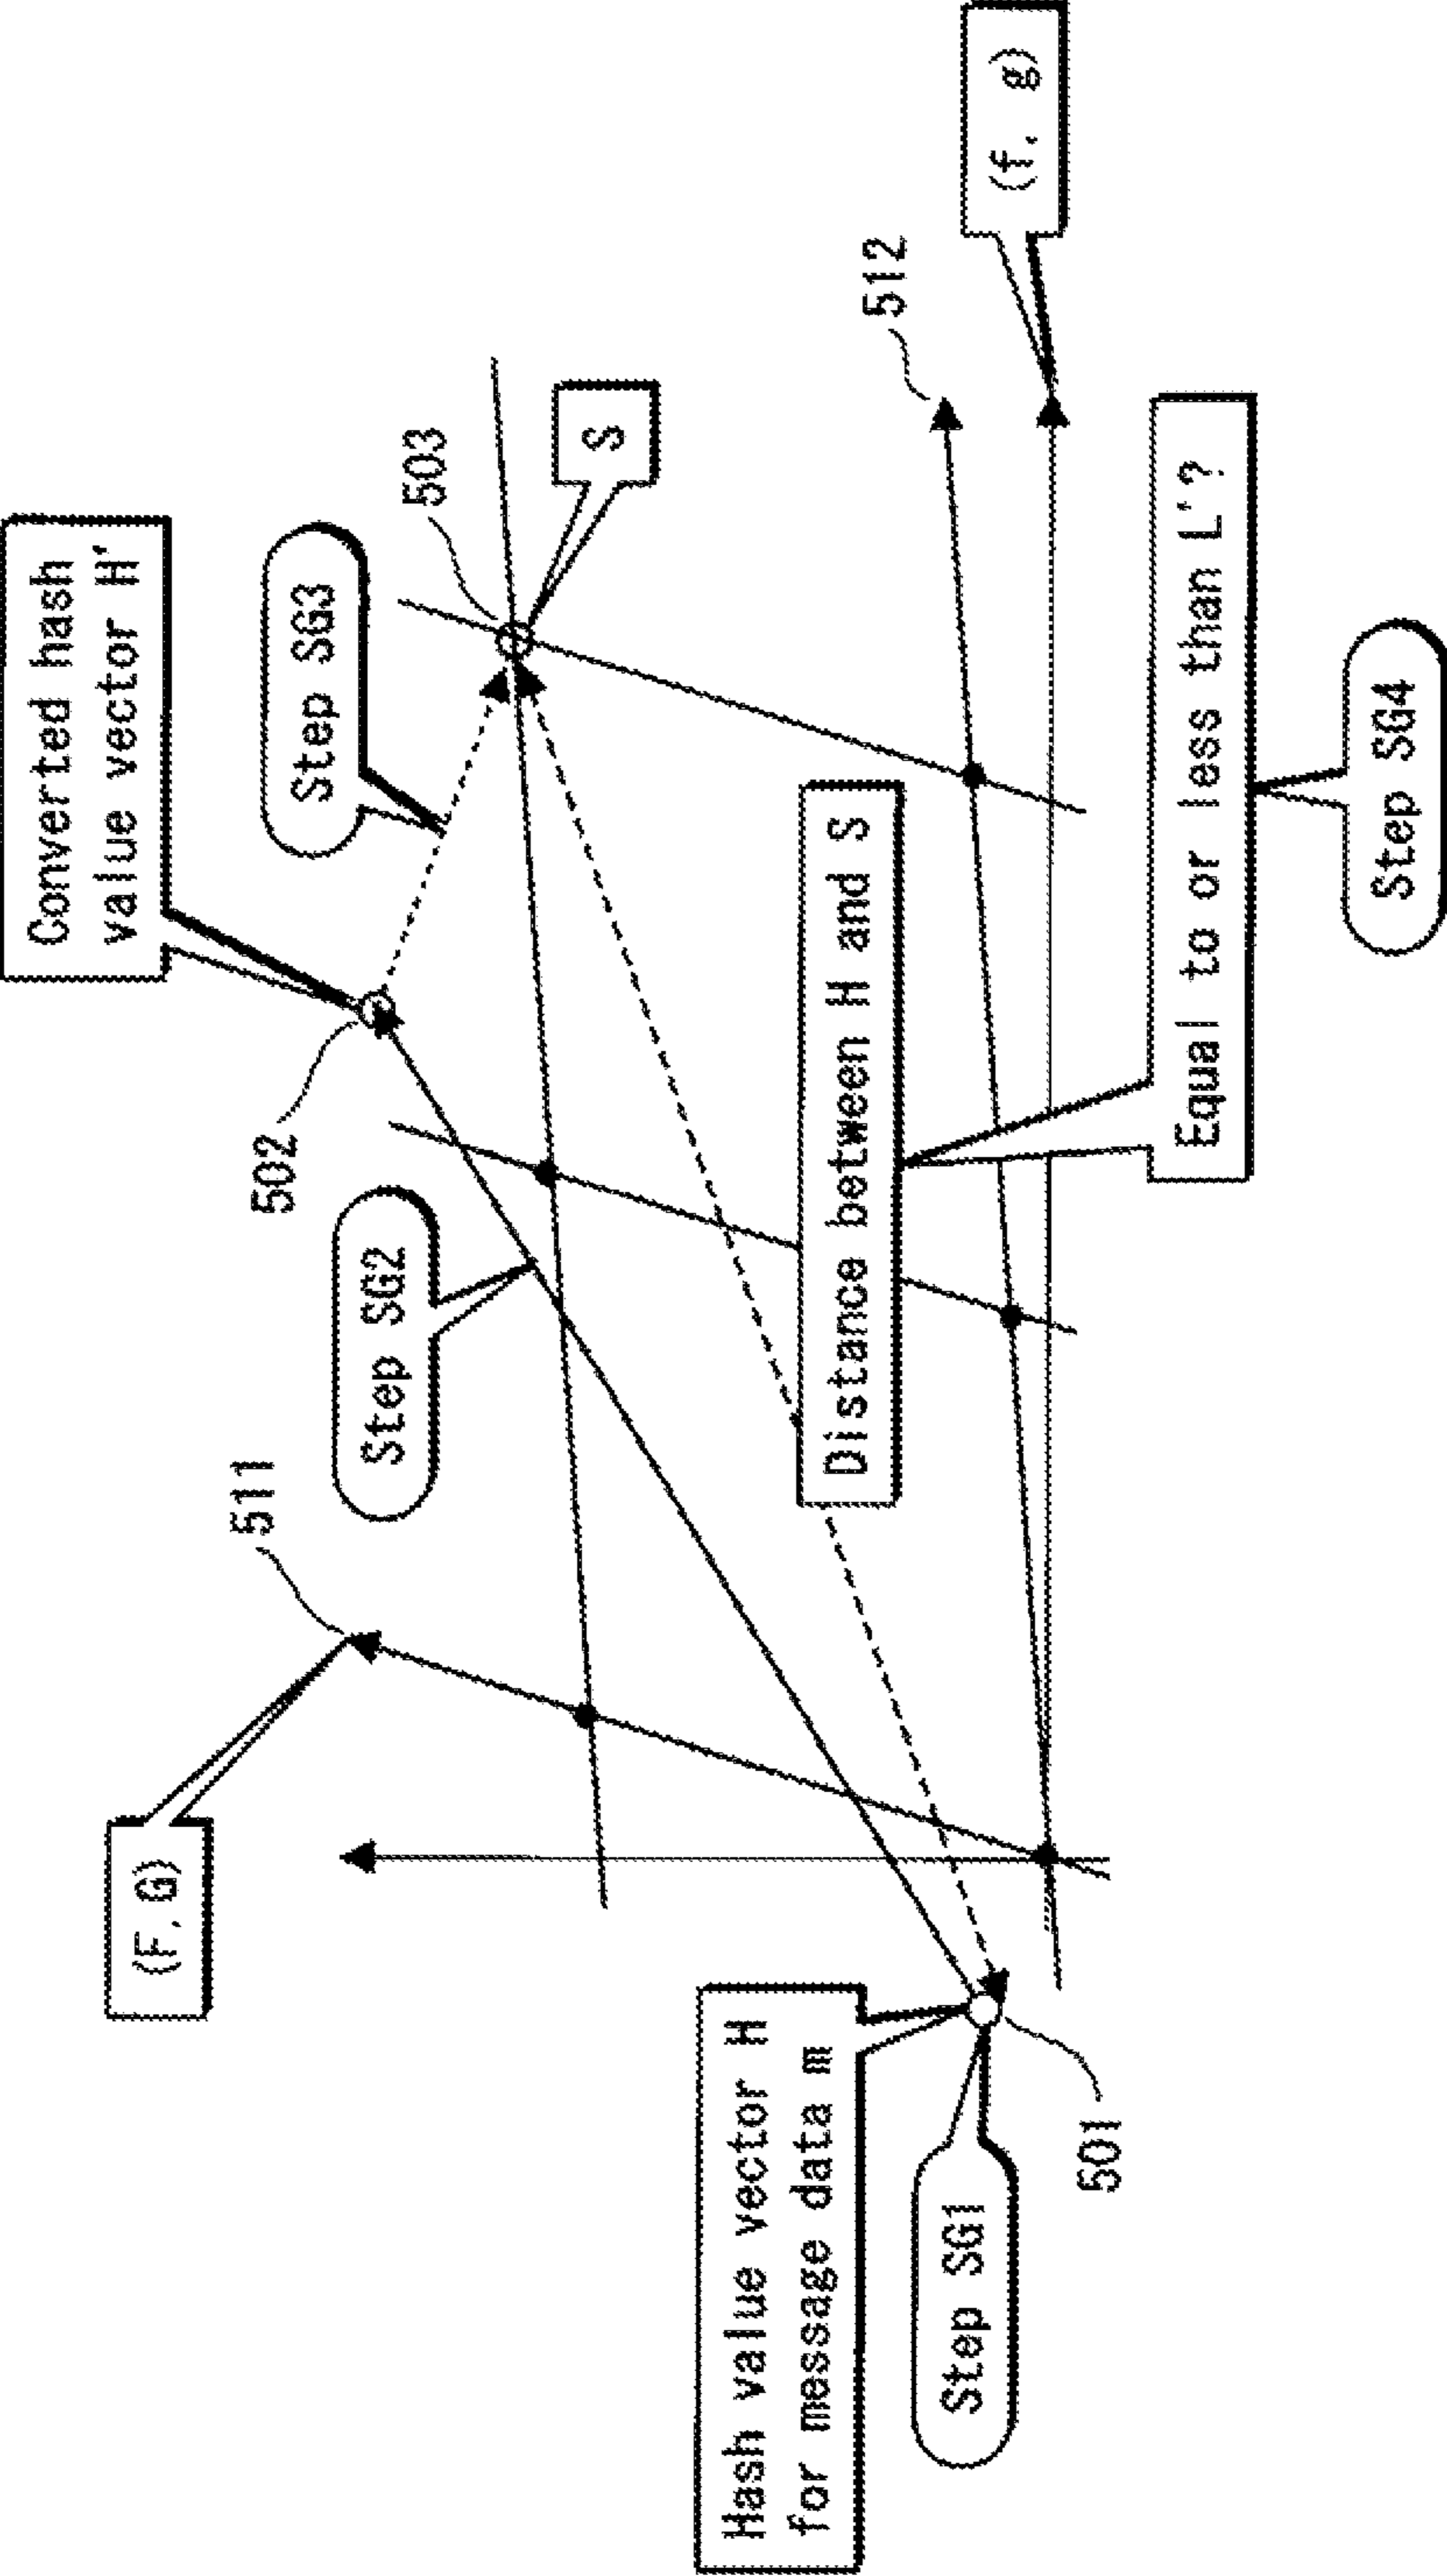 Converted hash
value vector H'
Step SG3
503
S
502
Step SG2
511
(F, G)
512
(f, g)
Distance between H and S
Equal to or less than L'?
Step SG4
Hash value vector H
for message data m
Step SG1
501